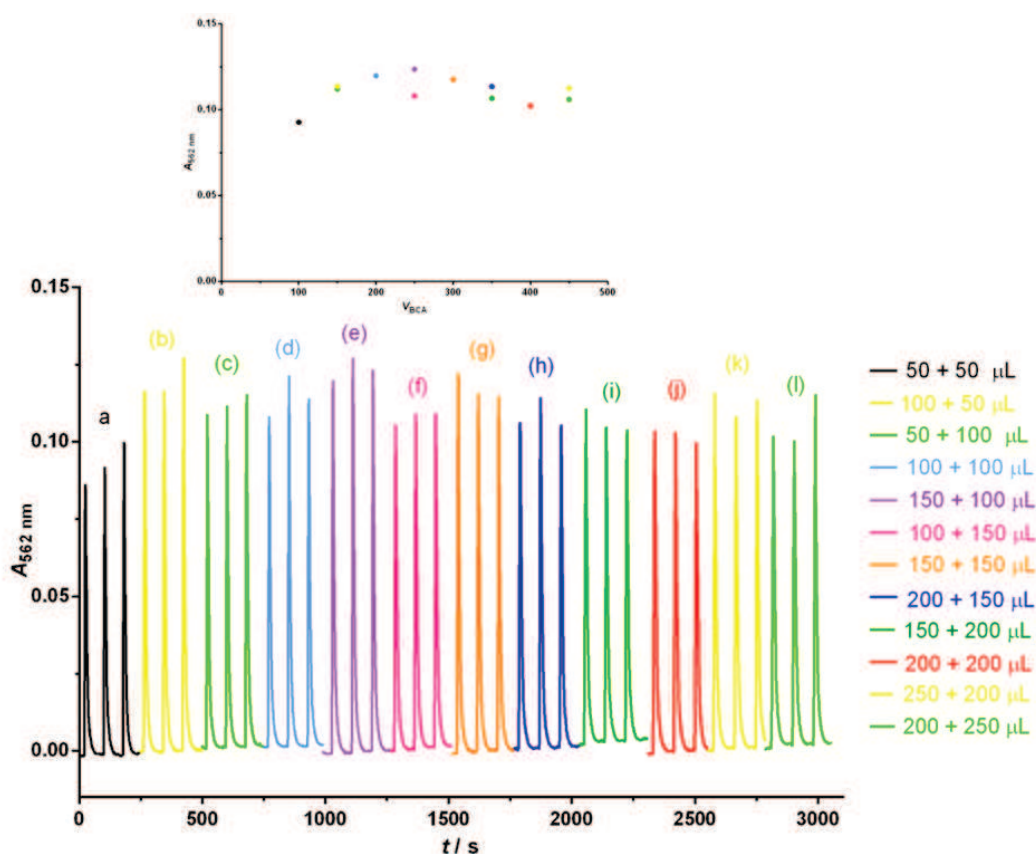 0.15
0.10
0.05
0.00
A562 nm
0
100
200
300
400
500
VBCA
0.15
0.10
0.05
0.00
A562 nm
a
(b)
(c)
(d)
(e)
(f)
(g)
(h)
(i)
(j)
(k)
(l)
0
500
1000
1500
2000
2500
3000
t / s
50 + 50 μL
100 + 50 μL
50 + 100 μL
100 + 100 μL
150 + 100 μL
100 + 150 μL
150 + 150 μL
200 + 150 μL
150 + 200 μL
200 + 200 μL
250 + 200 μL
200 + 250 μL